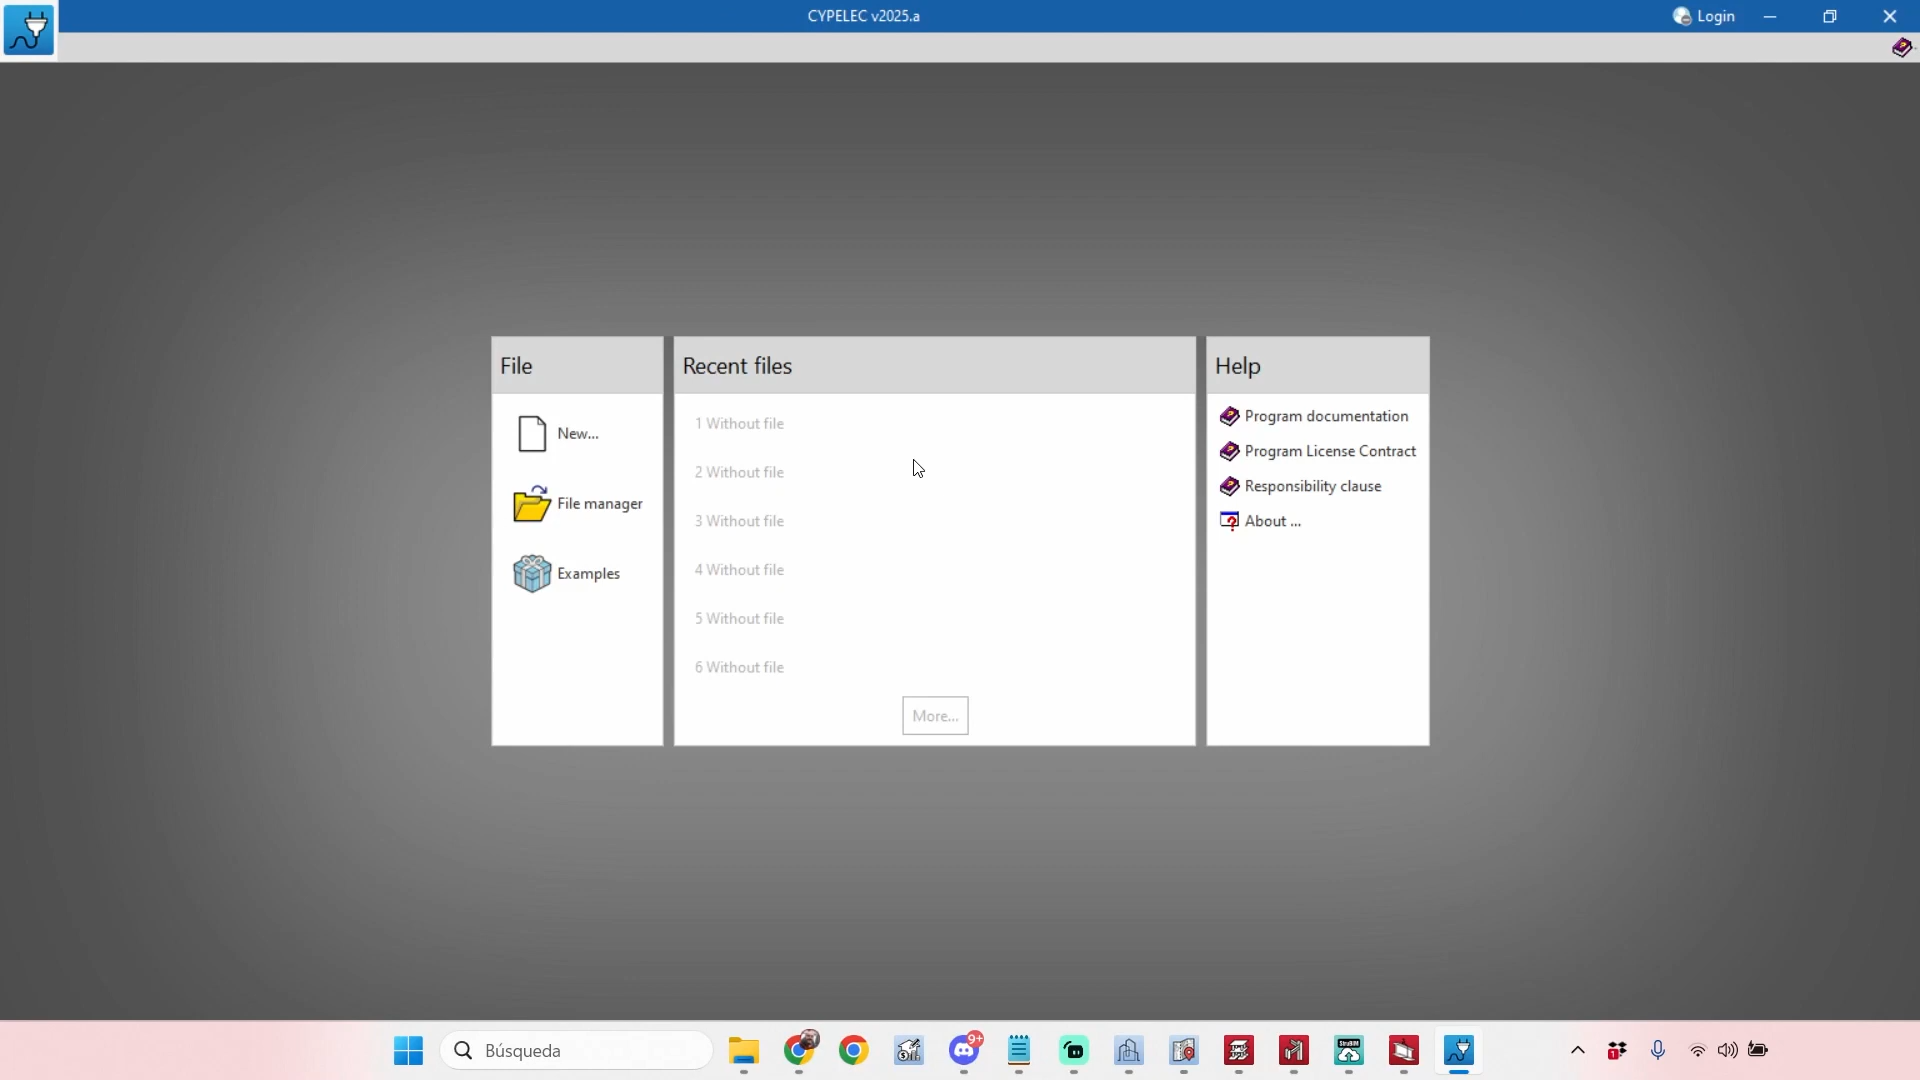 CYPELEC v2025.a
Login
File
New...
File manager
Examples
Recent files
1 Without file
2 Without file
3 Without file
4 Without file
5 Without file
6 Without file
More...
Help
Program documentation
Program License Contract
Responsibility clause
About ...
Búsqueda
9+
1